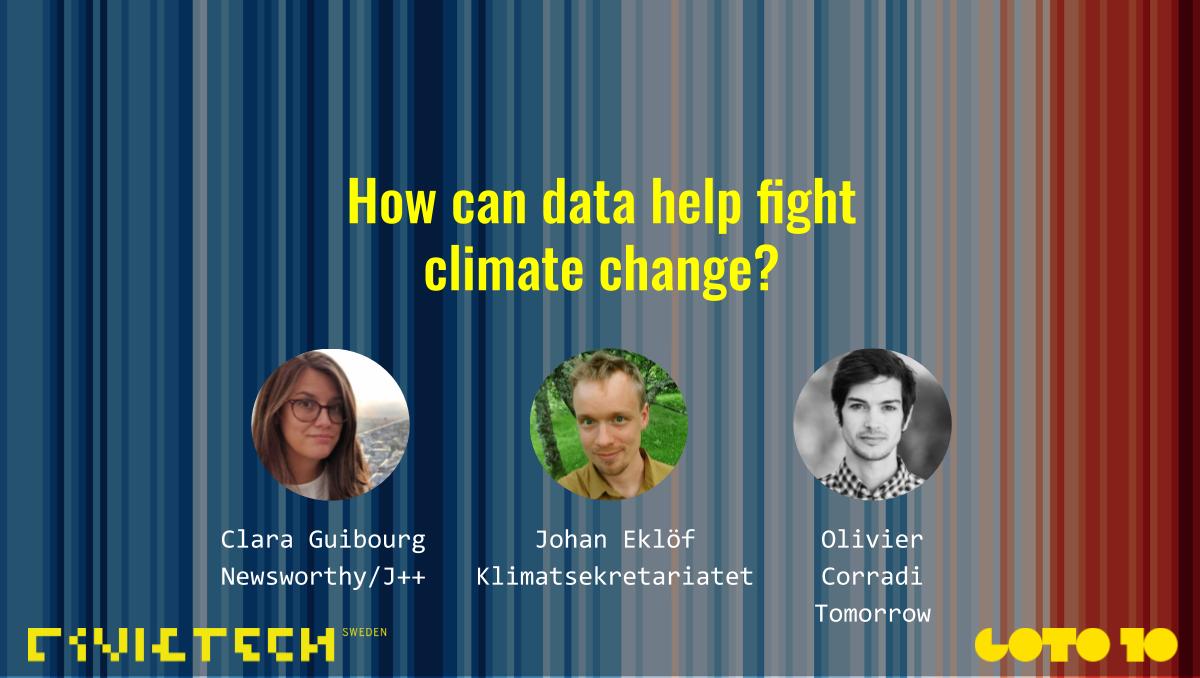 How can data help fight
climate change?
Clara Guibourg
Newsworthy/J++
Johan Eklöf
Klimatsekretariatet
Olivier
Corradi
Tomorrow
CIVICTECH SWEDEN
GOTO 10